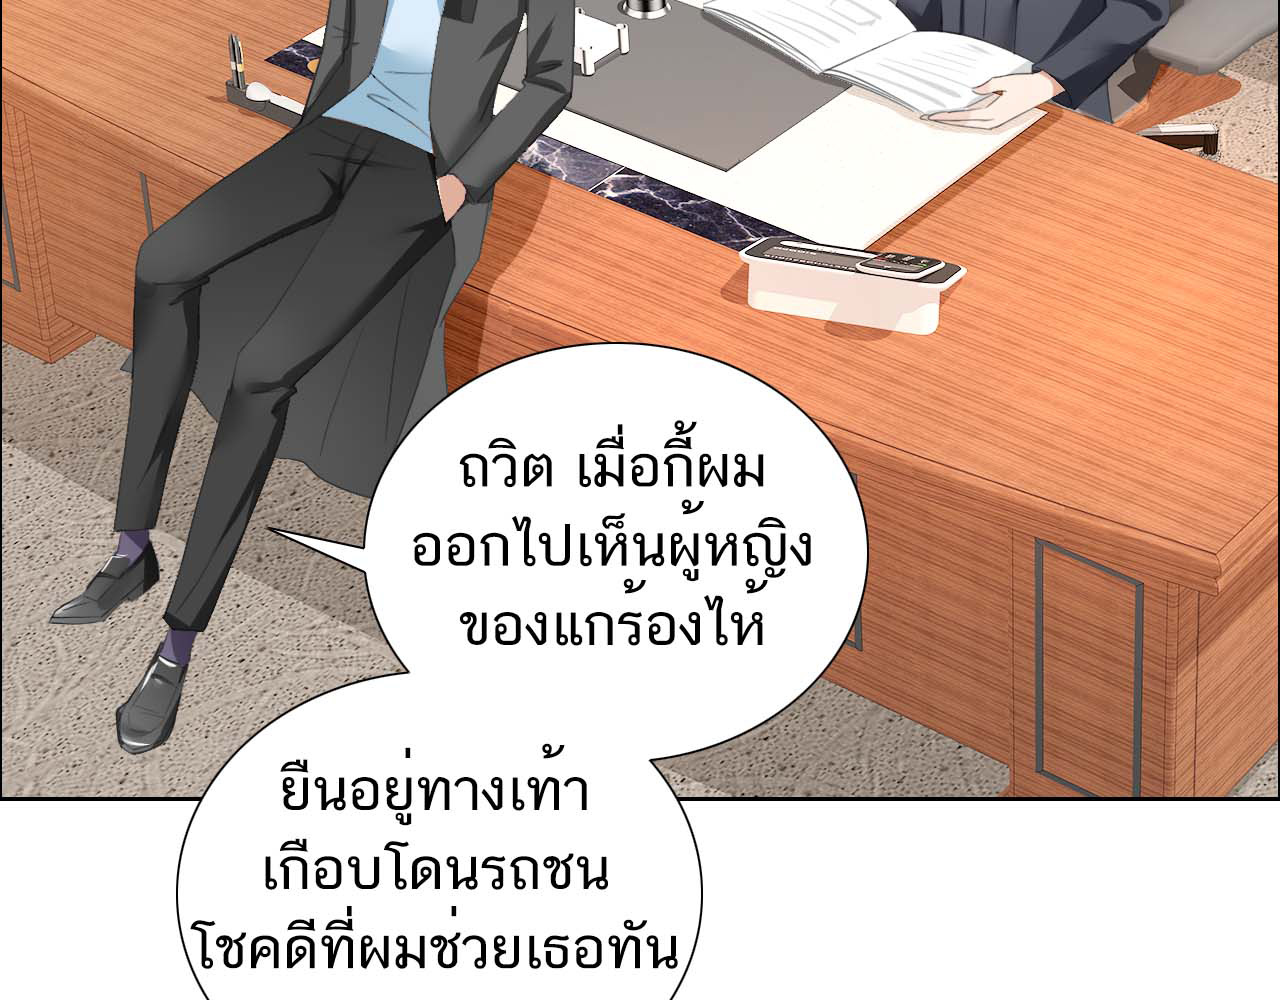 ถวิต เมื่อกี้ผม
ออกไปเห็นผู้หญิง
ของแกร้องไห้
ยืนอยู่ทางเท้า
เกือบโดนรถชน
โชคดีที่ผมช่วยเธอทัน